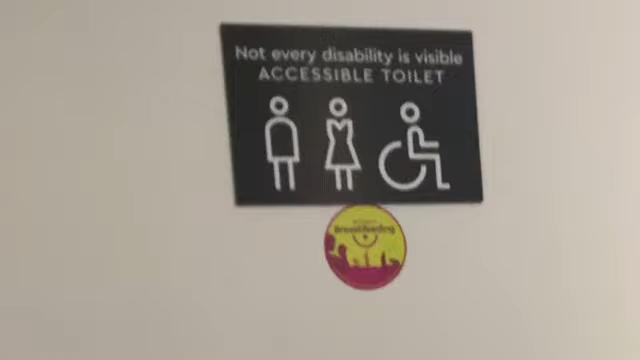 Not every disability is visible
ACCESSIBLE TOILET
Breastfeeding